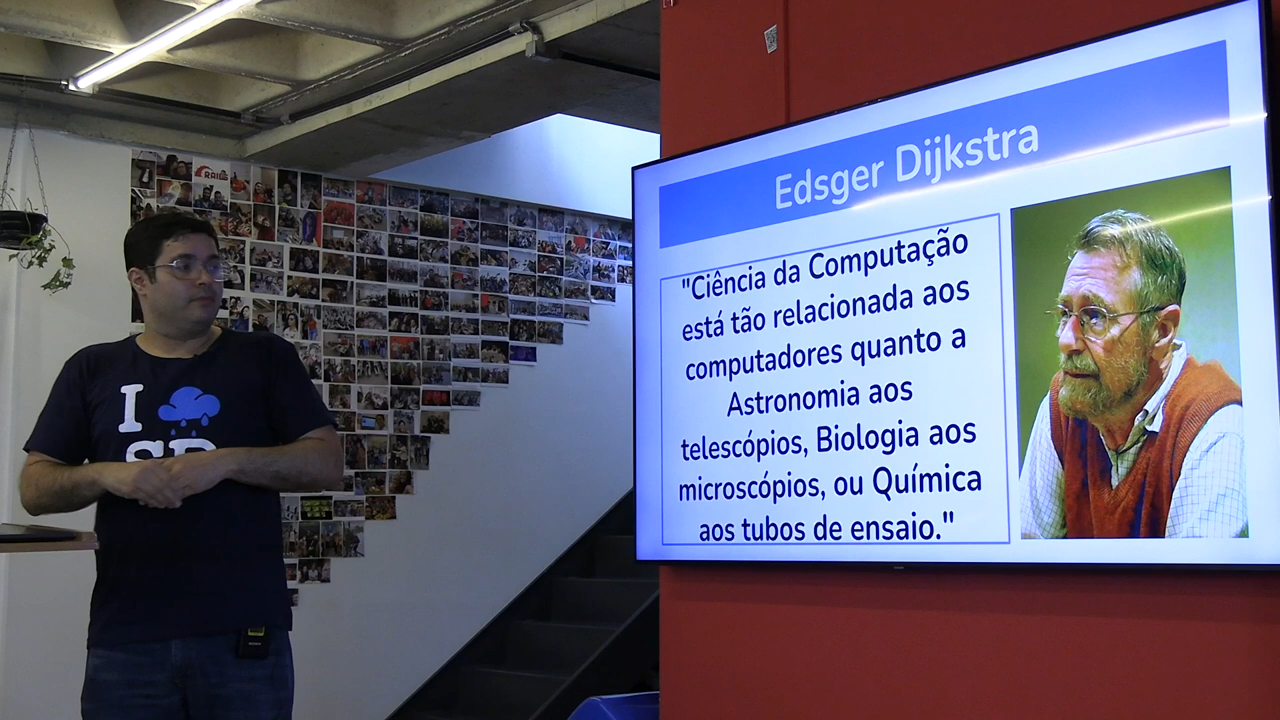 Edsger Dijkstra
"Ciência da Computação
está tão relacionada aos
computadores quanto a
Astronomia aos
telescópios, Biologia aos
microscópios, ou Química
aos tubos de ensaio."
I
SP